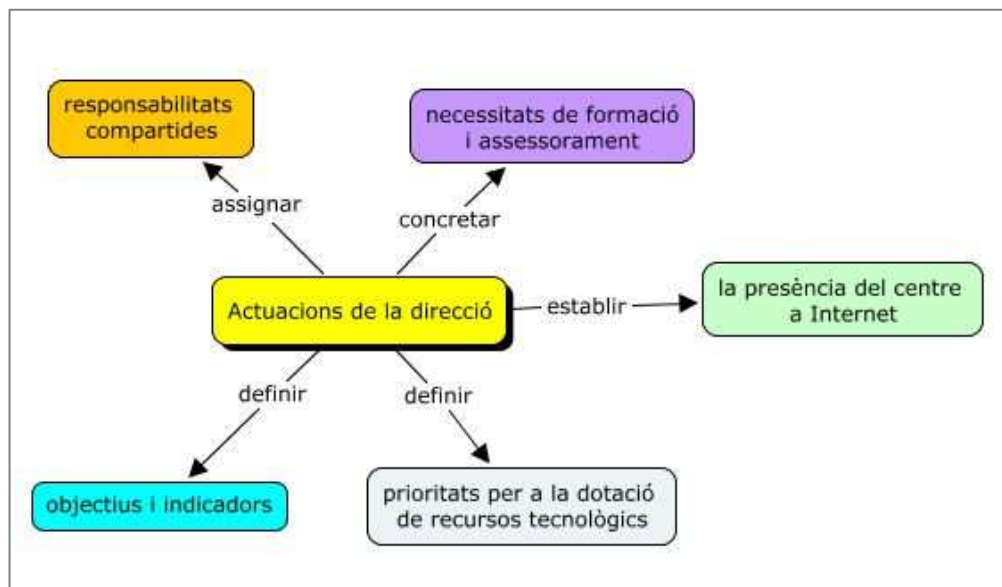 responsabilitats
compartides
necessitats de formació
i assessorament
assignar
concretar
Actuacions de la direcció
establir
la presència del centre
a Internet
definir
definir
objectius i indicadors
prioritats per a la dotació
de recursos tecnològics